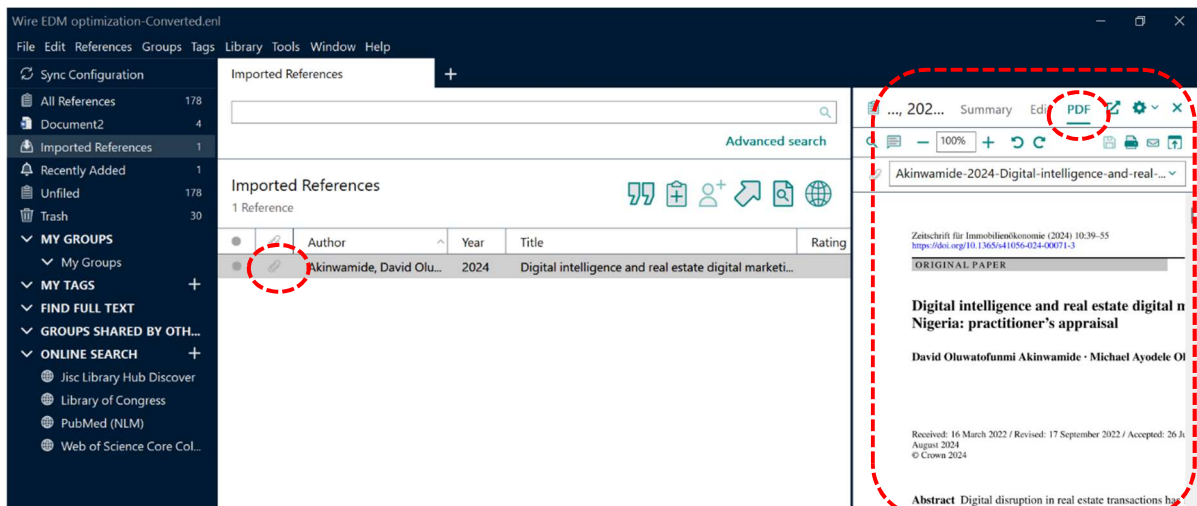 Wire EDM optimization-Converted.enl
File Edit References Groups Tags Library Tools Window Help
Sync Configuration
All References 178
Document2 4
Imported References 1
Recently Added 1
Unfiled 178
Trash 30
MY GROUPS
My Groups
MY TAGS +
FIND FULL TEXT
GROUPS SHARED BY OTH...
ONLINE SEARCH +
Jisc Library Hub Discover
Library of Congress
PubMed (NLM)
Web of Science Core Col...
Imported References +
Advanced search
Imported References
1 Reference
Author Year Title Rating
Akinwamide, David Olu... 2024 Digital intelligence and real estate digital marketi...
..., 202... Summary Edi PDF
100%
Akinwamide-2024-Digital-intelligence-and-real-...
Zeitschrift für Immobilienökonomie (2024) 10:39–55
https://doi.org/10.1365/s41056-024-00071-3
ORIGINAL PAPER
Digital intelligence and real estate digital
Nigeria: practitioner's appraisal
David Oluwatofunmi Akinwamide · Michael Ayodele
Received: 16 March 2022 / Revised: 17 September 2022 / Accepted: 26
August 2024
© Crown 2024
Abstract Digital disruption in real estate transactions has